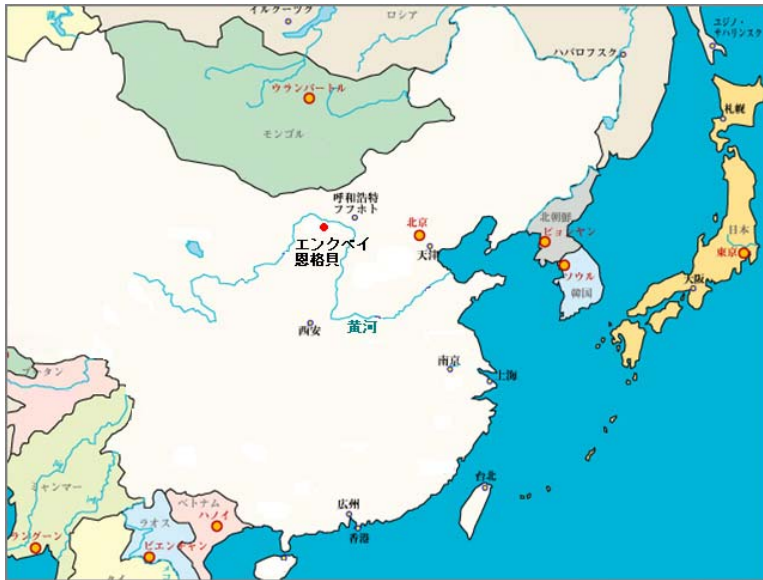 イルクーツク
ロシア
ユジノ・
サハリンスク
ハバロフスク
ウランバートル
モンゴル
札幌
呼和浩特
フフホト
エンクベイ
恩格貝
北京
天津
北朝鮮
ピョンヤン
ソウル
韓国
日本
東京
大阪
西安
黄河
南京
上海
ブータン
ミャンマー
ラングーン
ラオス
ベトナム
ハノイ
ビエンチャン
タイ
広州
香港
台北